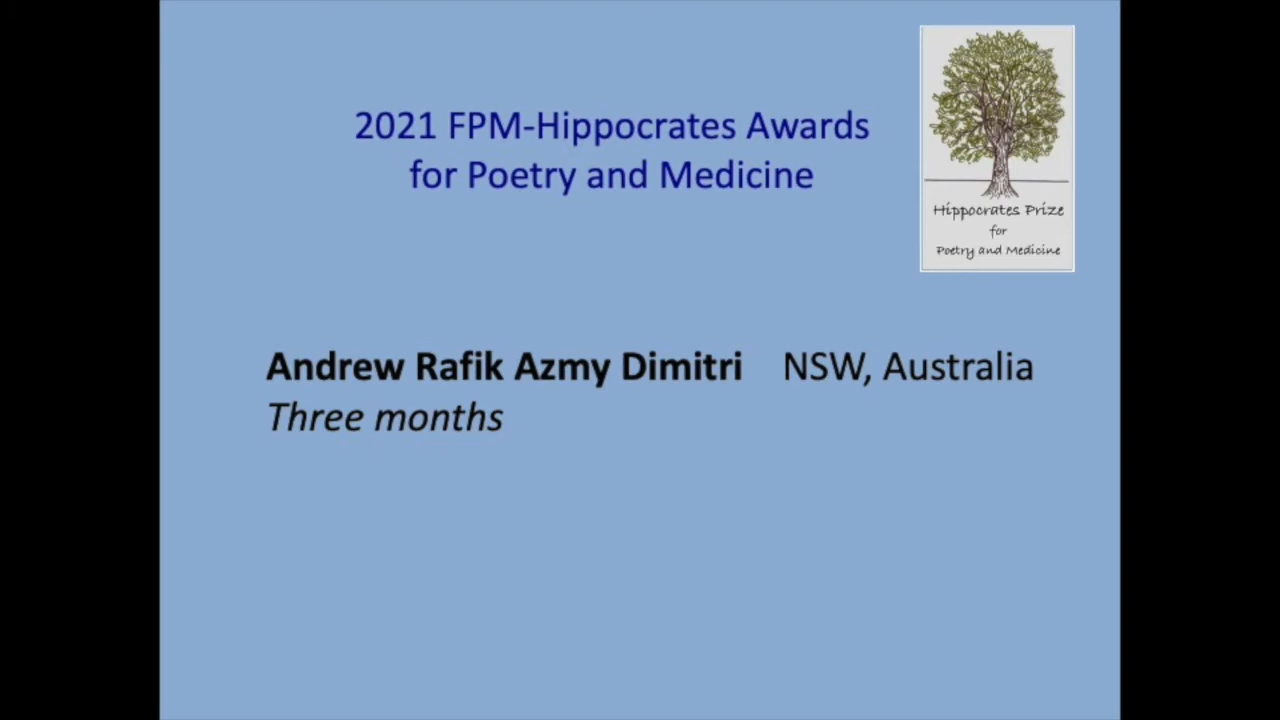 2021 FPM-Hippocrates Awards
for Poetry and Medicine
Hippocrates Prize
for
Poetry and Medicine
Andrew Rafik Azmy Dimitri NSW, Australia
Three months